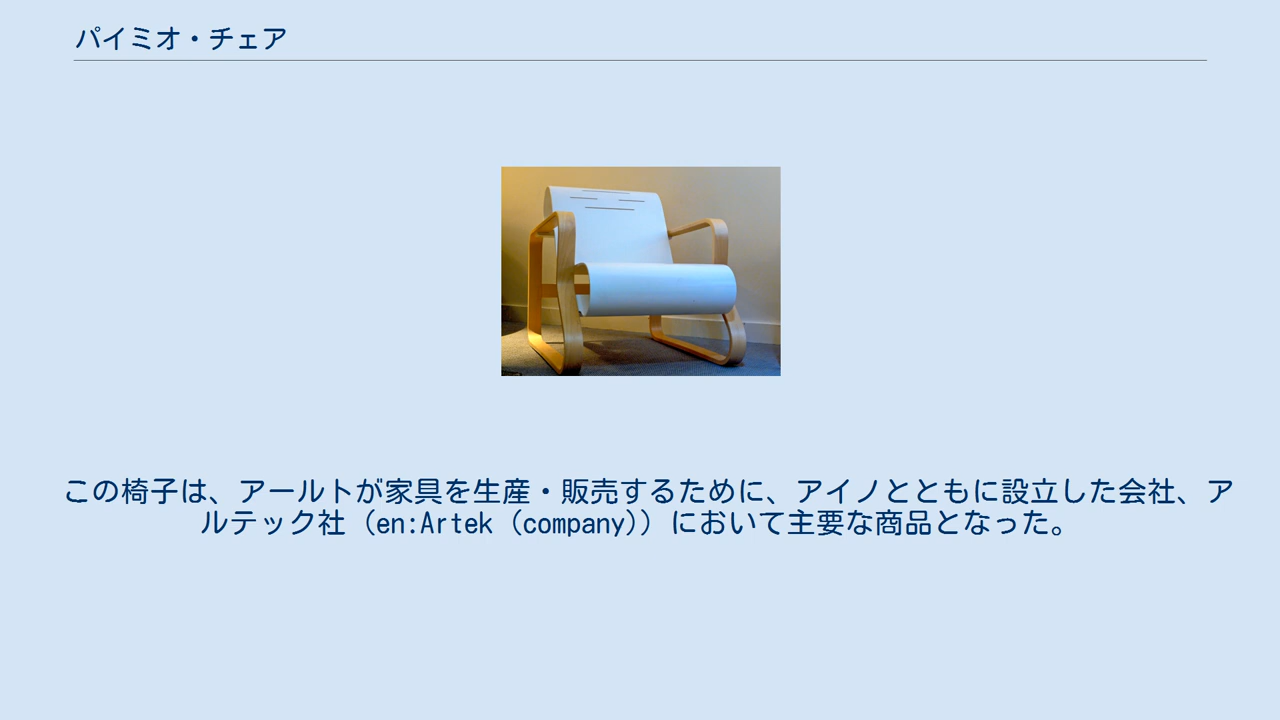 パイミオ・チェア
この椅子は、アールトが家具を生産・販売するために、アイノとともに設立した会社、ア
ルテック社（en:Artek（company））において主要な商品となった。